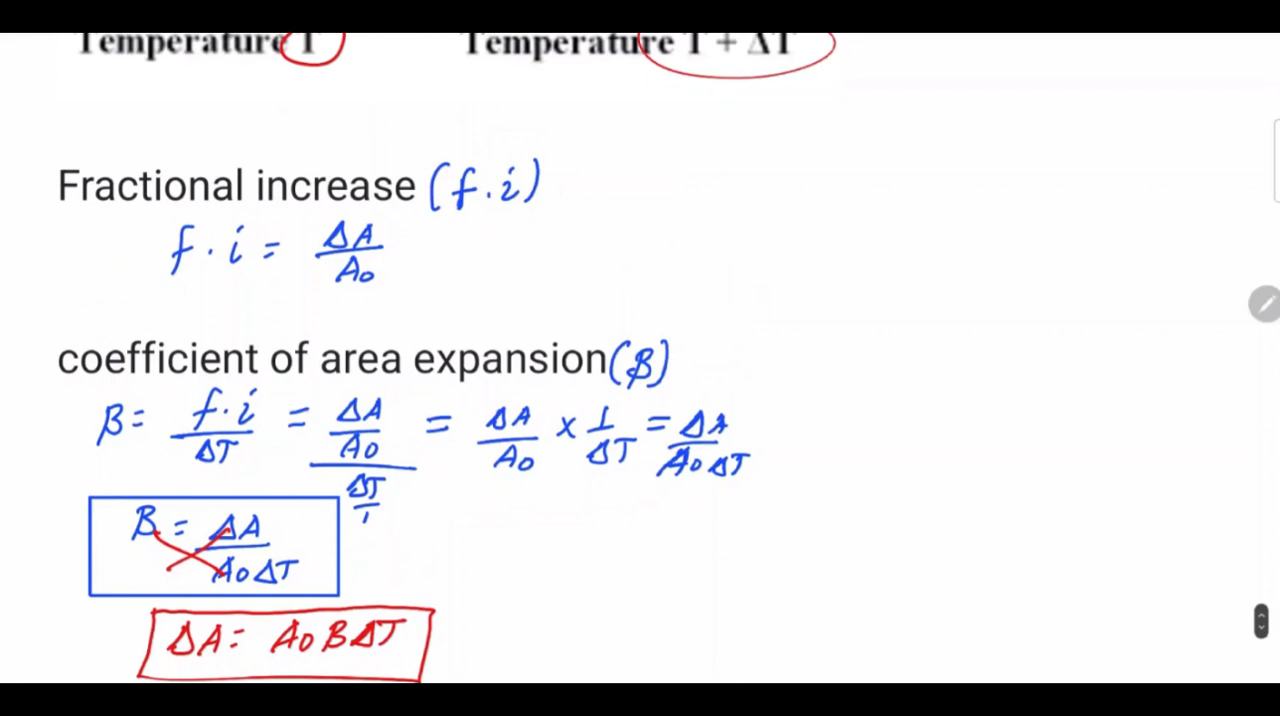 Temperature T Temperature T + ΔT
Fractional increase (f.i)
f.i = ΔA/A₀
coefficient of area expansion (β)
β = f.i/ΔT = (ΔA/A₀)/(ΔT/1) = ΔA/A₀ × 1/ΔT = ΔA/A₀ΔT
β = ΔA/A₀ΔT
ΔA = A₀βΔT